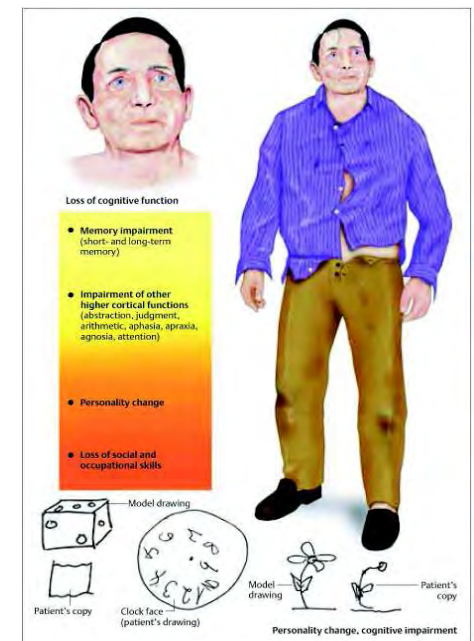 Loss of cognitive function
• Memory impairment
(short- and long-term
memory)
• Impairment of other
higher cortical functions
(abstraction, judgment,
arithmetic, aphasia, apraxia,
agnosia, attention)
• Personality change
• Loss of social and
occupational skills
Model drawing
Patient's copy
Clock face
(patient's drawing)
Model
drawing
Patient's
copy
Personality change, cognitive impairment